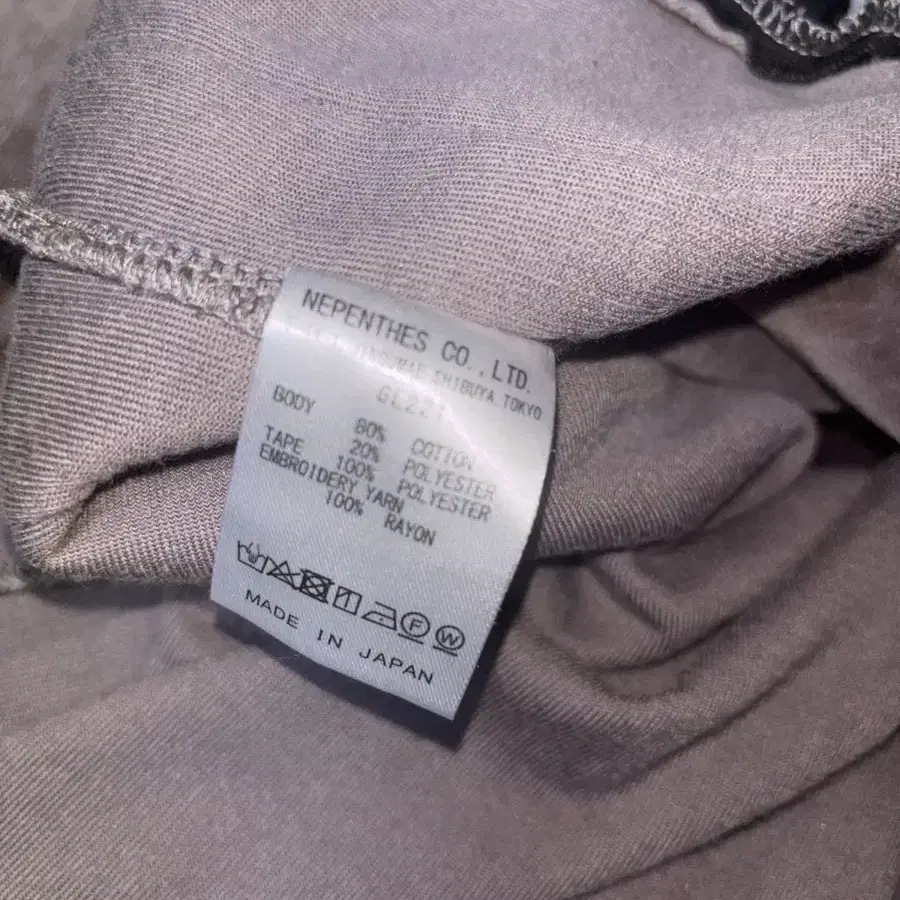 NEPENTHES CO.,LTD.
SHIBUYA TOKYO
BODY
80% COTTON
20% POLYESTER
TAPE 100% POLYESTER
EMBROIDERY YARN
100% RAYON
F W
MADE IN JAPAN